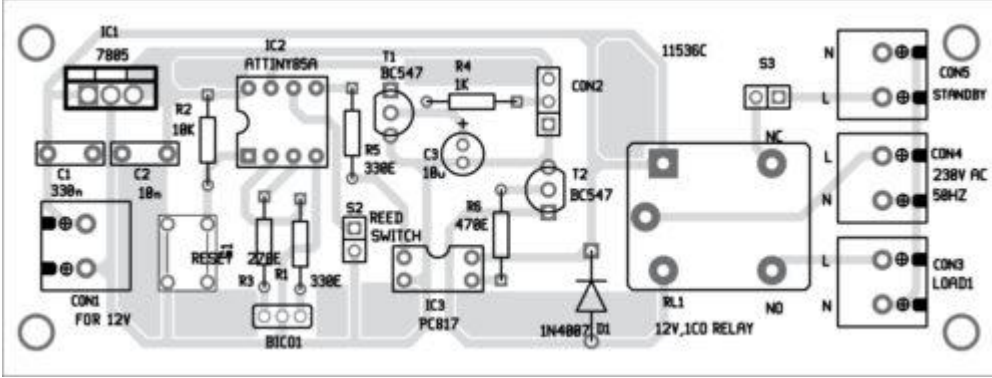 IC1
7805
IC2
ATTINY85A
T1
BC547
R4
1K
CON2
11536C
S3
N
L
CON5
STANDBY
R2
10K
R5
330E
C3
10u
+
T2
BC547
NC
L
N
CON4
230V AC
50HZ
C1
330n
C2
10n
S2
REED
SWITCH
R6
470E
RESET
S1
270E
R3
R1
330E
CON1
FOR 12V
BICO1
IC3
PC817
1N4007
D1
RL1
NO
12V,1CO RELAY
L
N
CON3
LOAD1